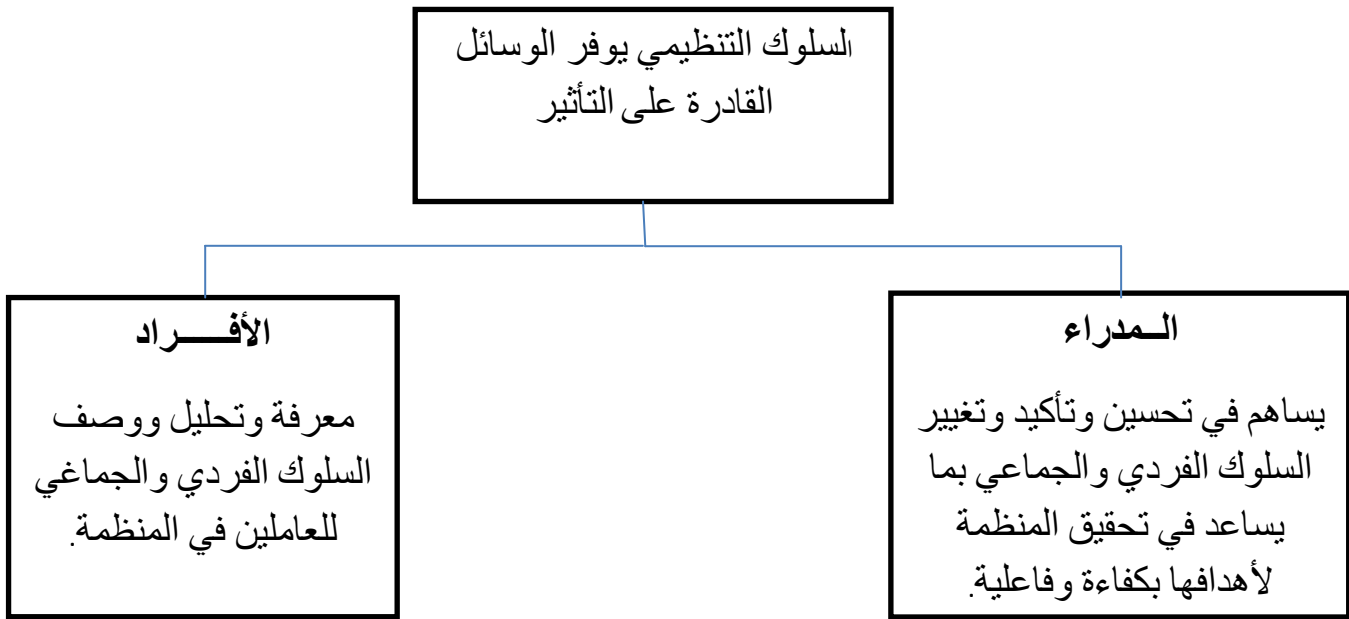 السلوك التنظيمي يوفر الوسائل
القادرة على التأثير
الــمدراء
يساهم في تحسين وتأكيد وتغيير
السلوك الفردي والجماعي بما
يساعد في تحقيق المنظمة
لأهدافها بكفاءة وفاعلية.
الأفـــــراد
معرفة وتحليل ووصف
السلوك الفردي والجماغي
للعاملين في المنظمة.